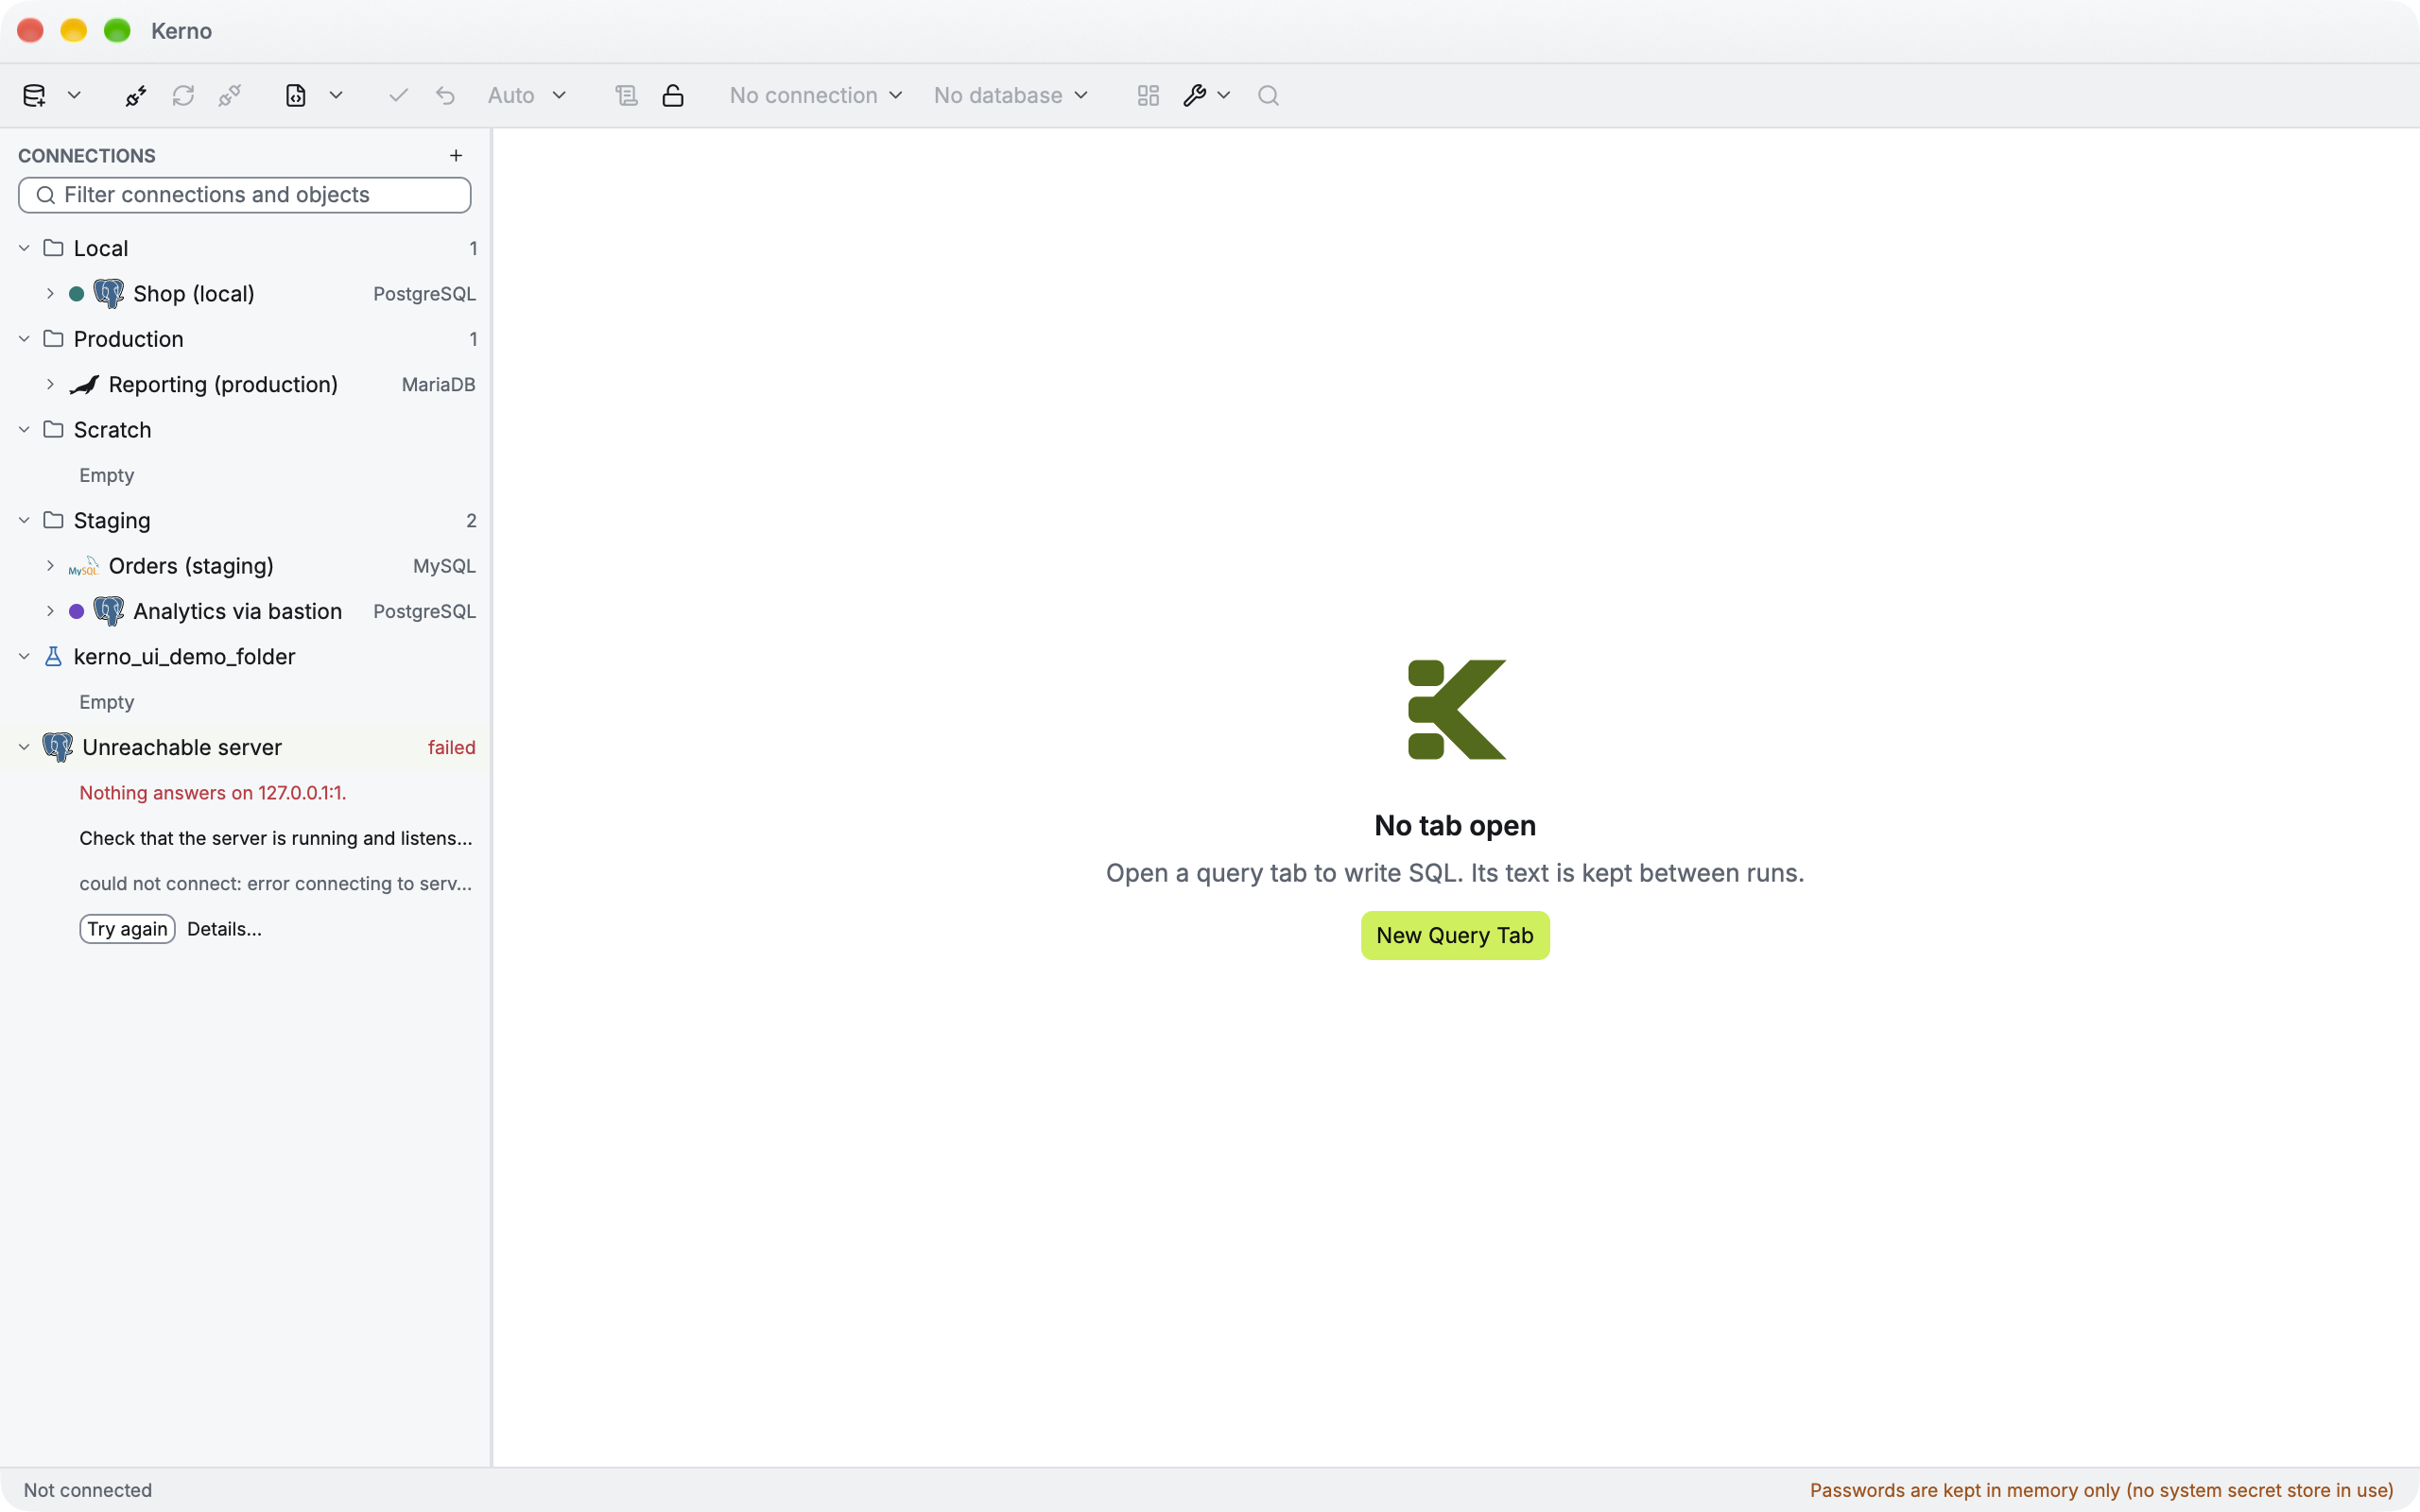 Kerno
Auto
No connection
No database
CONNECTIONS
Filter connections and objects
Local 1
Shop (local) PostgreSQL
Production 1
Reporting (production) MariaDB
Scratch
Empty
Staging 2
MySQL Orders (staging) MySQL
Analytics via bastion PostgreSQL
kerno_ui_demo_folder
Empty
Unreachable server failed
Nothing answers on 127.0.0.1:1.
Check that the server is running and listens...
could not connect: error connecting to serv...
Try again Details...
No tab open
Open a query tab to write SQL. Its text is kept between runs.
New Query Tab
Not connected
Passwords are kept in memory only (no system secret store in use)